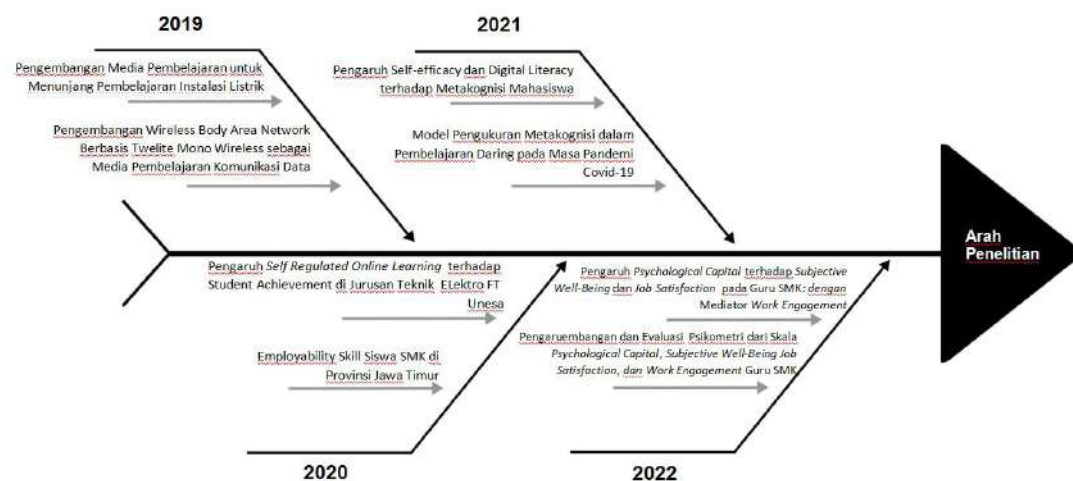 2019
Pengembangan Media Pembelajaran untuk
Menunjang Pembelajaran Instalasi Listrik
Pengembangan Wireless Body Area Network
Berbasis Twelite Mono Wireless sebagai
Media Pembelajaran Komunikasi Data
2021
Pengaruh Self-efficacy dan Digital Literacy
terhadap Metakognisi Mahasiswa
Model Pengukuran Metakognisi dalam
Pembelajaran Daring pada Masa Pandemi
Covid-19
Arah
Penelitian
Pengaruh Self Regulated Online Learning terhadap
Student Achievement di Jurusan Teknik ELektro FT
Unesa
Employability Skill Siswa SMK di
Provinsi Jawa Timur
2020
Pengaruh Psychological Capital terhadap Subjective
Well-Being dan Job Satisfaction pada Guru SMK: dengan
Mediator Work Engagement
Pengaruembangan dan Evaluasi Psikometri dari Skala
Psychological Capital, Subjective Well-Being Job
Satisfaction, dan Work Engagement Guru SMK
2022